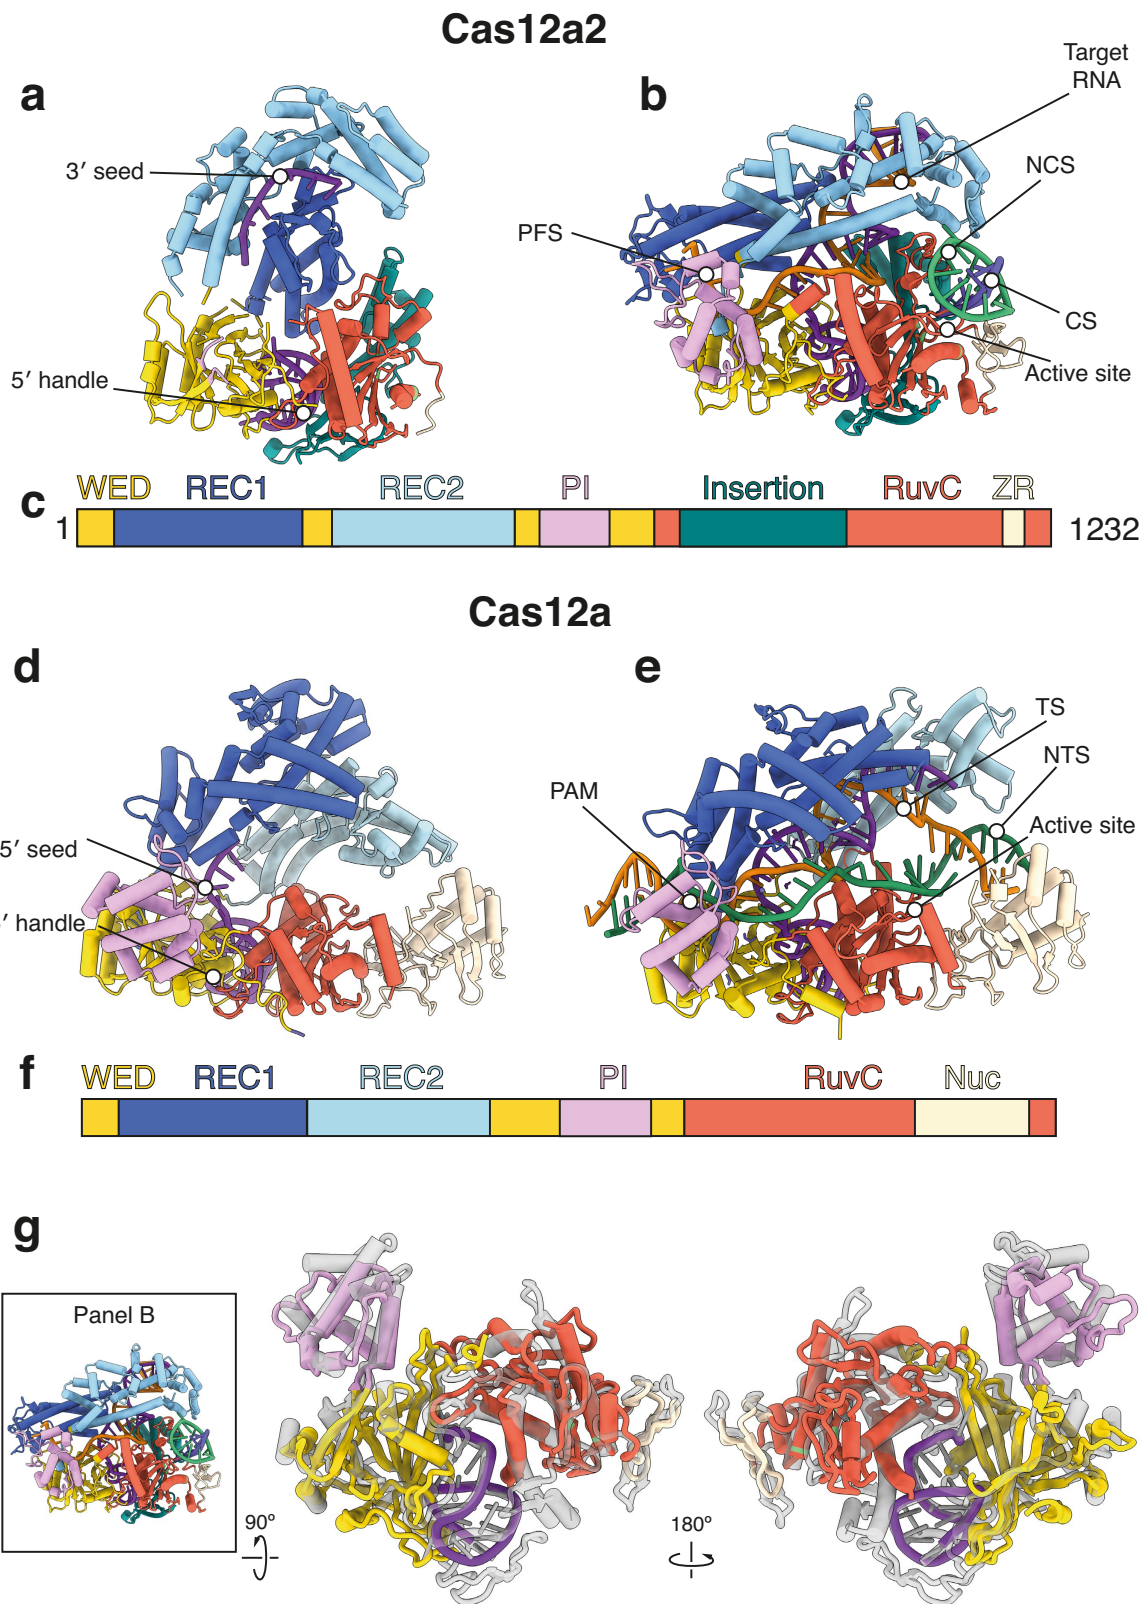 Cas12a2
a
b
Target
RNA
3′ seed
NCS
PFS
CS
5′ handle
Active site
c
WED REC1 REC2 PI Insertion RuvC ZR
1
1232
Cas12a
d
e
TS
NTS
PAM
Active site
5′ seed
′ handle
f
WED REC1 REC2 PI RuvC Nuc
g
Panel B
90°
180°